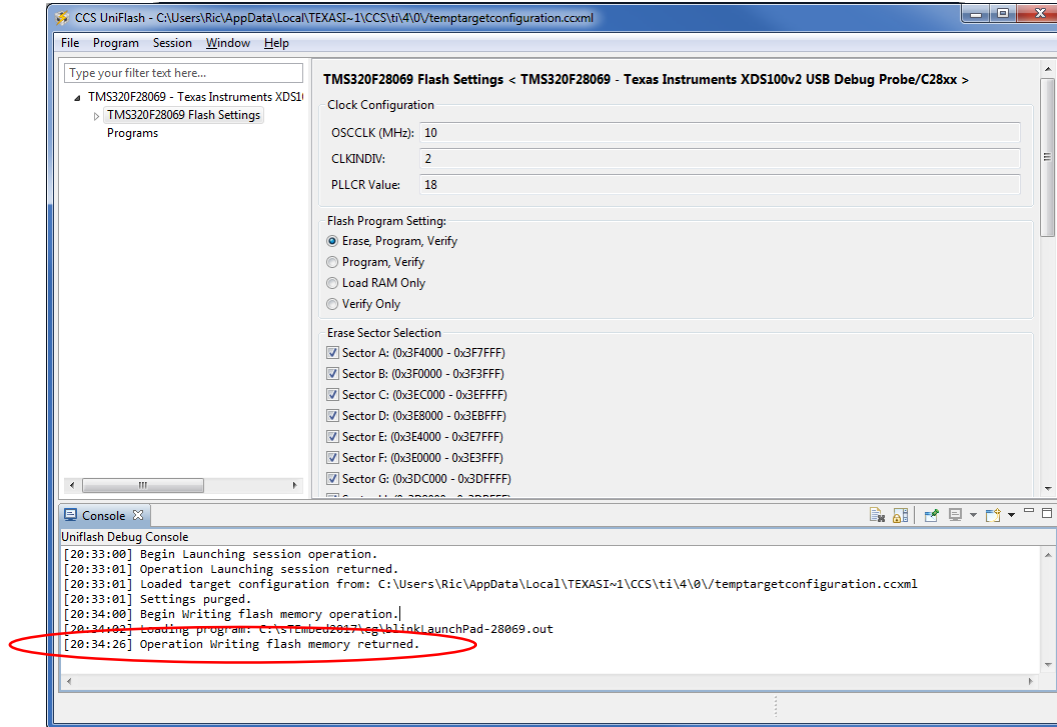 CCS UniFlash - C:\Users\Ric\AppData\Local\TEXASI~1\CCS\ti\4\0\/temptargetconfiguration.ccxml
File Program Session Window Help
Type your filter text here...
TMS320F28069 - Texas Instruments XDS1
TMS320F28069 Flash Settings
Programs
TMS320F28069 Flash Settings < TMS320F28069 - Texas Instruments XDS100v2 USB Debug Probe/C28xx >
Clock Configuration
OSCCLK (MHz): 10
CLKINDIV: 2
PLLCR Value: 18
Flash Program Setting:
Erase, Program, Verify
Program, Verify
Load RAM Only
Verify Only
Erase Sector Selection
Sector A: (0x3F4000 - 0x3F7FFF)
Sector B: (0x3F0000 - 0x3F3FFF)
Sector C: (0x3EC000 - 0x3EFFFF)
Sector D: (0x3E8000 - 0x3EBFFF)
Sector E: (0x3E4000 - 0x3E7FFF)
Sector F: (0x3E0000 - 0x3E3FFF)
Sector G: (0x3DC000 - 0x3DFFFF)
Console
Uniflash Debug Console
[20:33:00] Begin Launching session operation.
[20:33:01] Operation Launching session returned.
[20:33:01] Loaded target configuration from: C:\Users\Ric\AppData\Local\TEXASI~1\CCS\ti\4\0\/temptargetconfiguration.ccxml
[20:33:01] Settings purged.
[20:34:00] Begin Writing flash memory operation.
[20:34:02] Loading program: C:\sTEmbed2017\cg\blinkLaunchPad-28069.out
[20:34:26] Operation Writing flash memory returned.